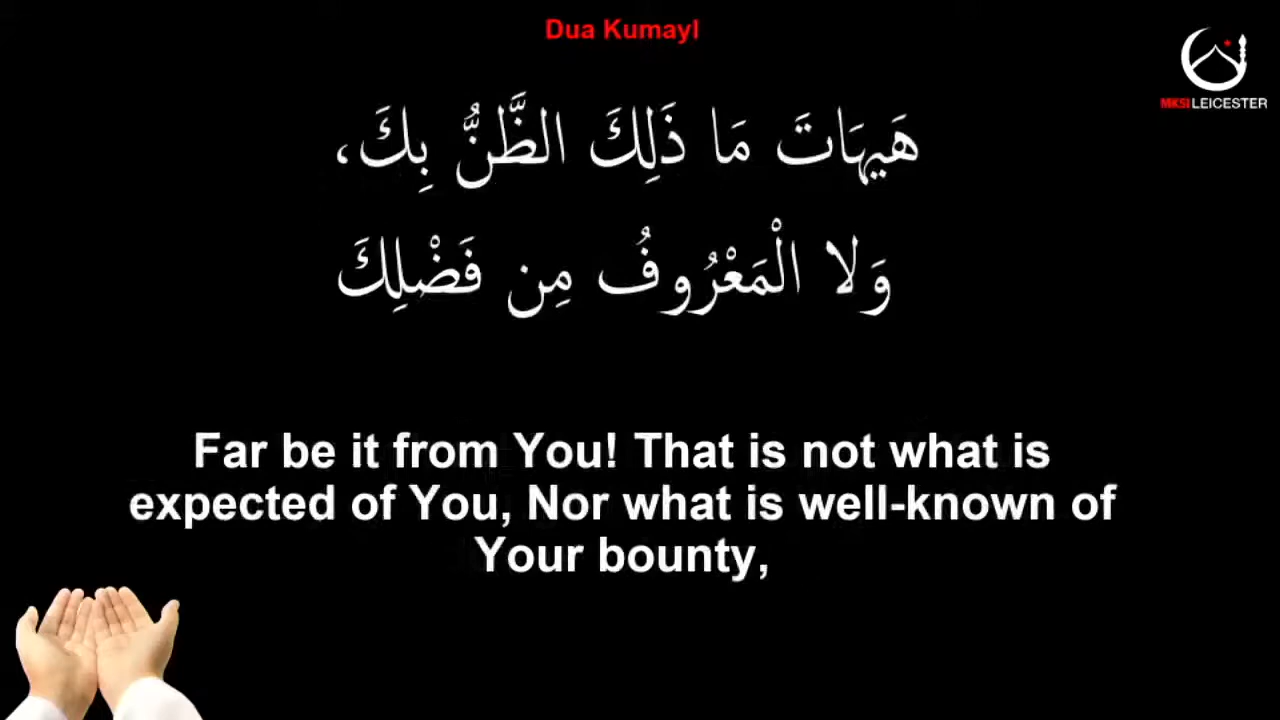 Dua Kumayl
MKSI LEICESTER
هَيهَاتَ مَا ذَلِكَ الظَّنُّ بِكَ،
وَلا الْمَعْرُوفُ مِن فَضْلِكَ
Far be it from You! That is not what is
expected of You, Nor what is well-known of
Your bounty,